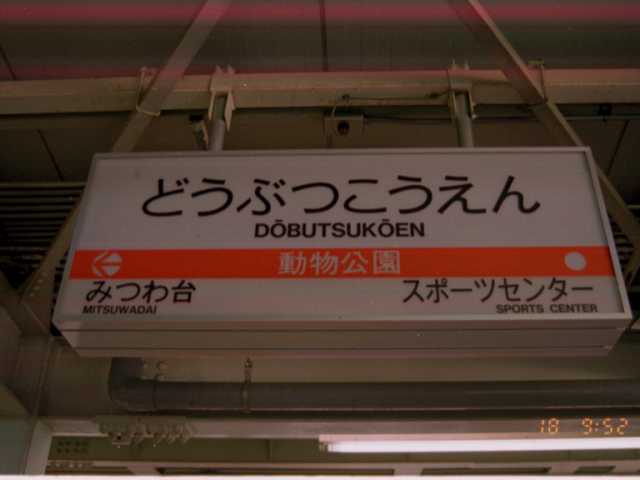 どうぶつこうえん
DŌBUTSUKŌEN
動物公園
みつわ台 スポーツセンター
MITSUWADAI SPORTS CENTER
18 9:52